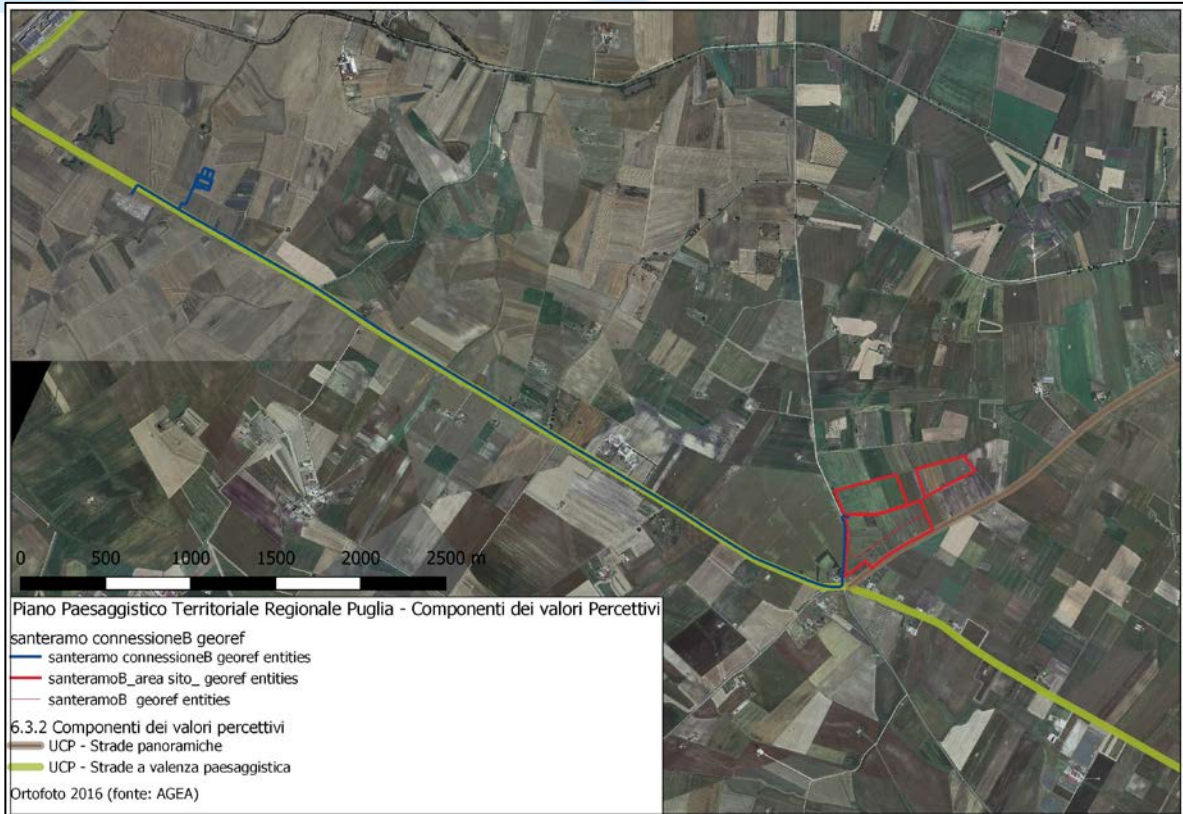 0 500 1000 1500 2000 2500 m
Piano Paesaggistico Territoriale Regionale Puglia - Componenti dei valori Percettivi
santeramo connessioneB georef
santeramo connessioneB georef entities
santeramoB_area sito_ georef entities
santeramoB georef entities
6.3.2 Componenti dei valori percettivi
UCP - Strade panoramiche
UCP - Strade a valenza paesaggistica
Ortofoto 2016 (fonte: AGEA)